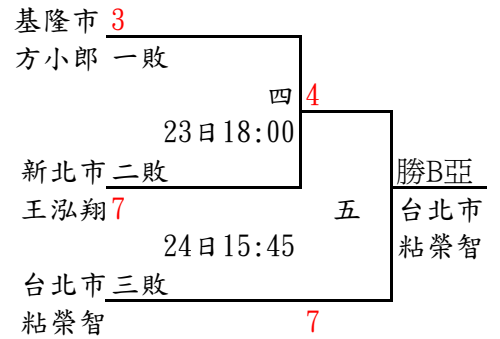 基隆市 3
方小郎 一敗
四 4
23日18:00
新北市 二敗
勝B亞
王泓翔 7
五 台北市
24日15:45 粘榮智
台北市 三敗
粘榮智 7